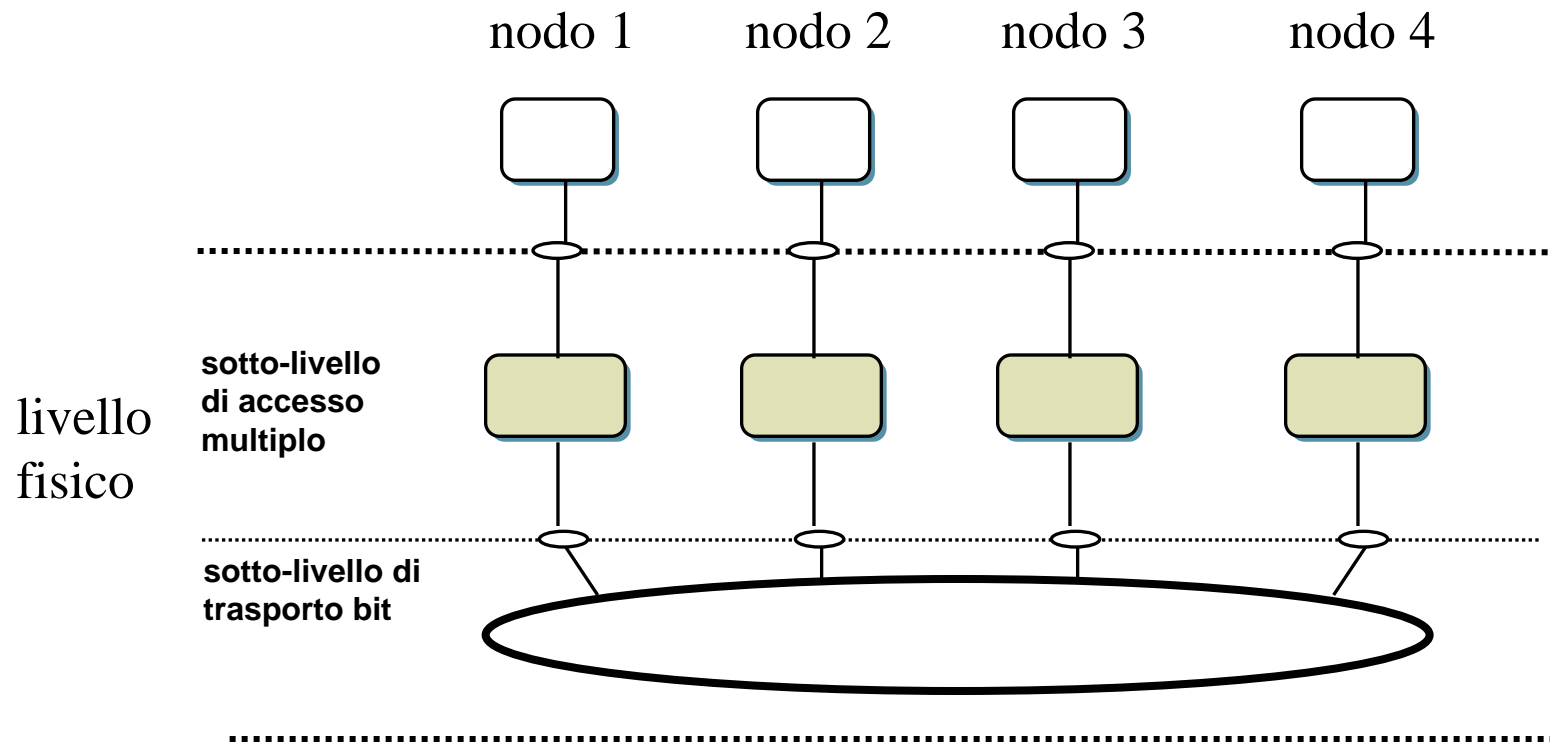 nodo 1 nodo 2 nodo 3 nodo 4
sotto-livello
di accesso
multiplo
livello
fisico
sotto-livello di
trasporto bit